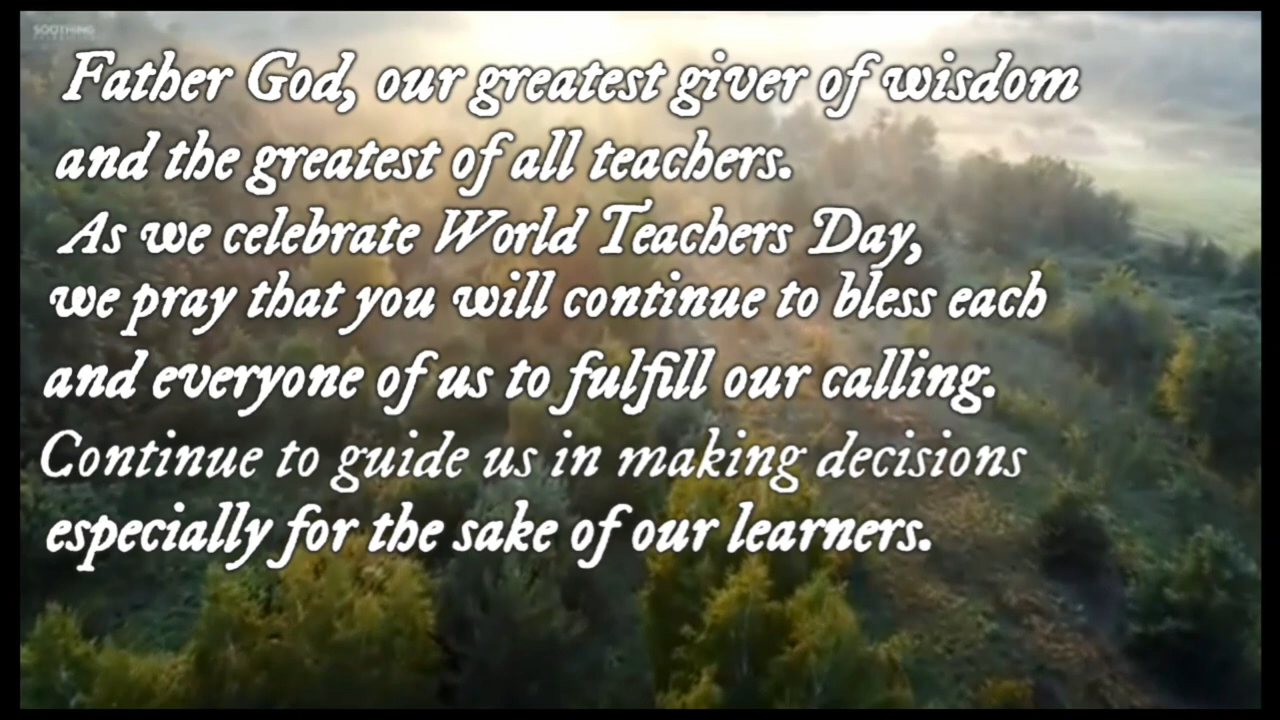 SOOTHING
Father God, our greatest giver of wisdom
and the greatest of all teachers.
As we celebrate World Teachers Day,
we pray that you will continue to bless each
and everyone of us to fulfill our calling.
Continue to guide us in making decisions
especially for the sake of our learners.